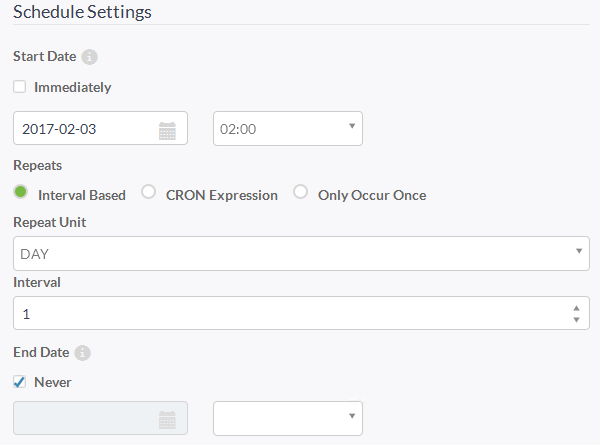 Schedule Settings
Start Date
Immediately
2017-02-03 02:00
Repeats
Interval Based CRON Expression Only Occur Once
Repeat Unit
DAY
Interval
1
End Date
Never